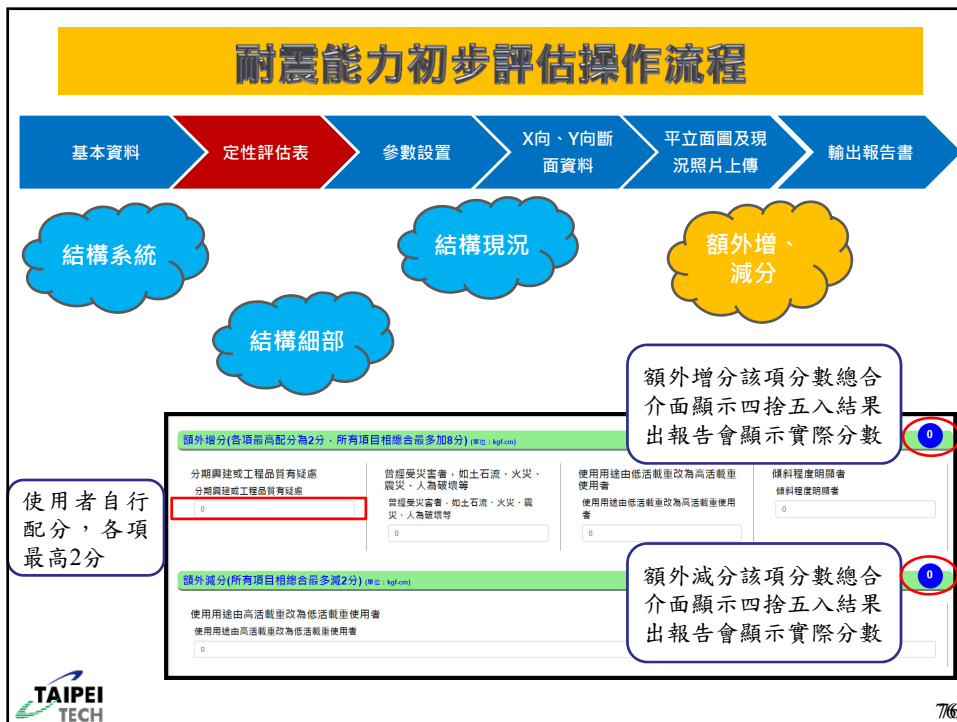 耐震能力初步評估操作流程
基本資料
定性評估表
參數設置
X向、Y向斷
面資料
平立面圖及現
況照片上傳
輸出報告書
結構系統
結構現況
額外增、
減分
結構細部
額外增分該項分數總合
介面顯示四捨五入結果
出報告會顯示實際分數
額外增分(各項最高配分為2分，所有項目相總合最多加8分) (單位：kgf-cm)
0
分期興建或工程品質有疑慮
分期興建或工程品質有疑慮
0
曾經受災害者，如土石流、火災、
震災、人為破壞等
曾經受災害者，如土石流、火災、震
災、人為破壞等
0
使用用途由低活載重改為高活載重
使用者
使用用途由低活載重改為高活載重使用
者
0
傾斜程度明顯者
傾斜程度明顯者
0
使用者自行
配分，各項
最高2分
額外減分(所有項目相總合最多減2分) (單位：kgf-cm)
0
使用用途由高活載重改為低活載重使用者
使用用途由高活載重改為低活載重使用者
0
額外減分該項分數總合
介面顯示四捨五入結果
出報告會顯示實際分數
TAIPEI
TECH